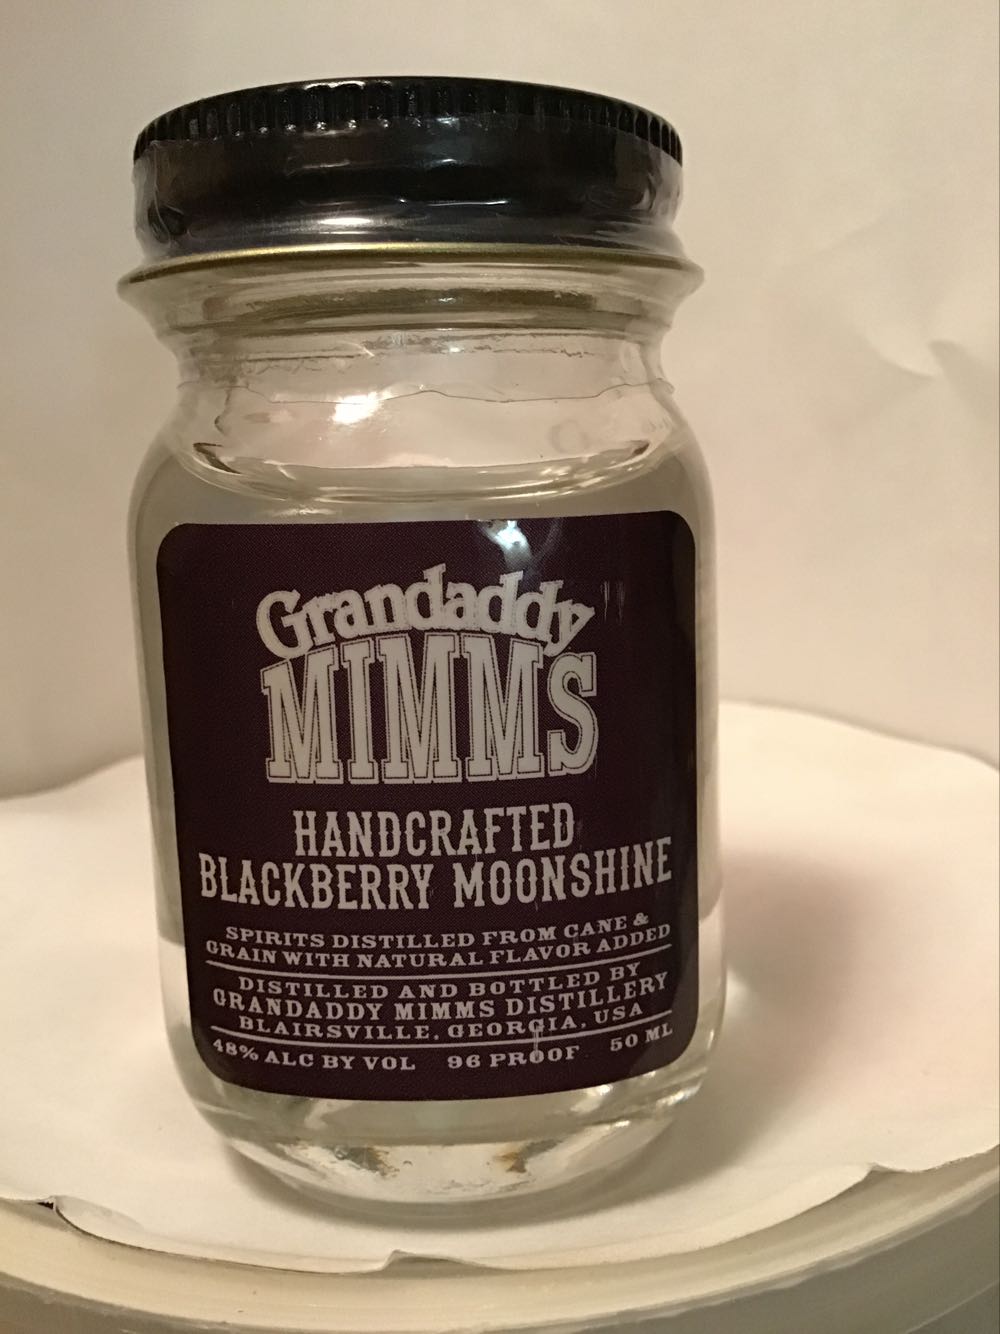 Grandaddy
MIMMS
HANDCRAFTED
BLACKBERRY MOONSHINE
SPIRITS DISTILLED FROM CANE &
GRAIN WITH NATURAL FLAVOR ADDED
DISTILLED AND BOTTLED BY
GRANDADDY MIMMS DISTILLERY
BLAIRSVILLE, GEORGIA, USA
48% ALC BY VOL 96 PROOF 50 ML